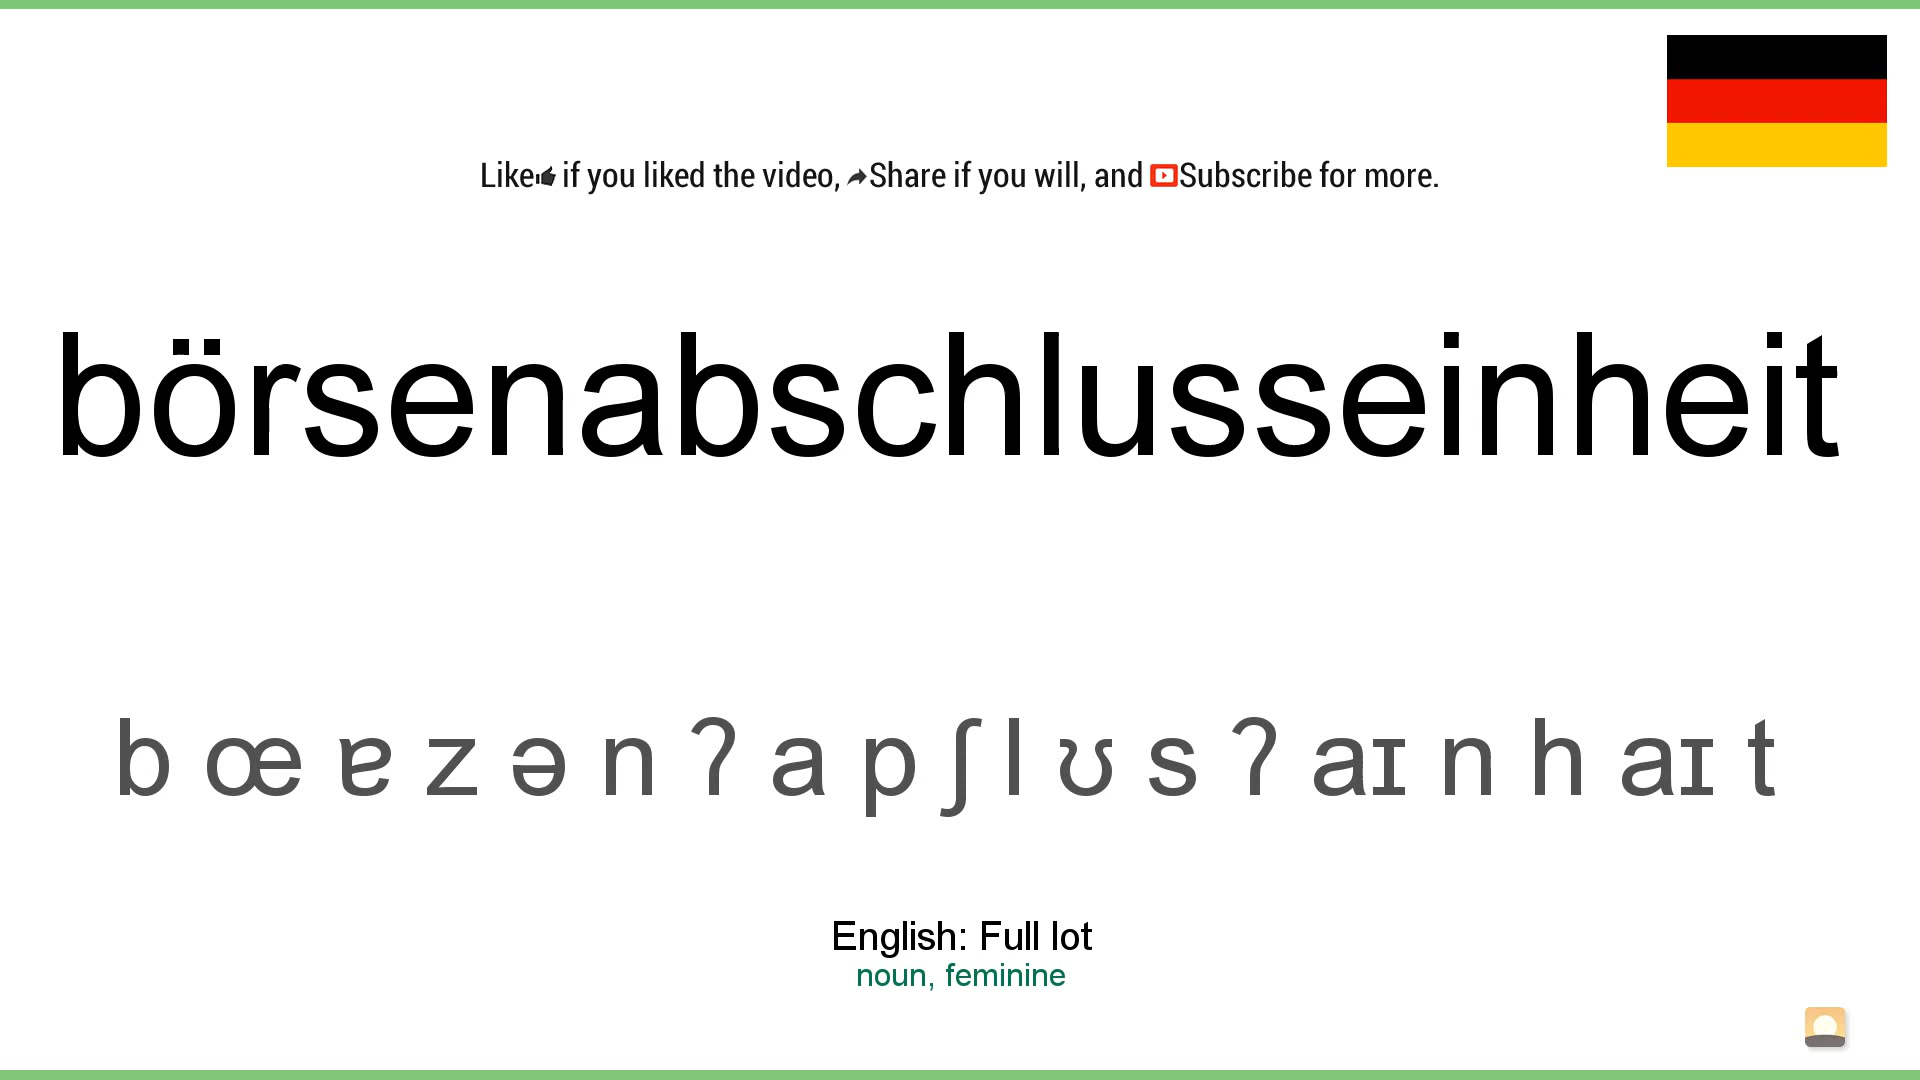 Like if you liked the video, Share if you will, and Subscribe for more.
börsenabschlusseinheit
b œ ɐ z ə n ʔ a p ʃ l ʊ s ʔ aɪ n h aɪ t
English: Full lot
noun, feminine